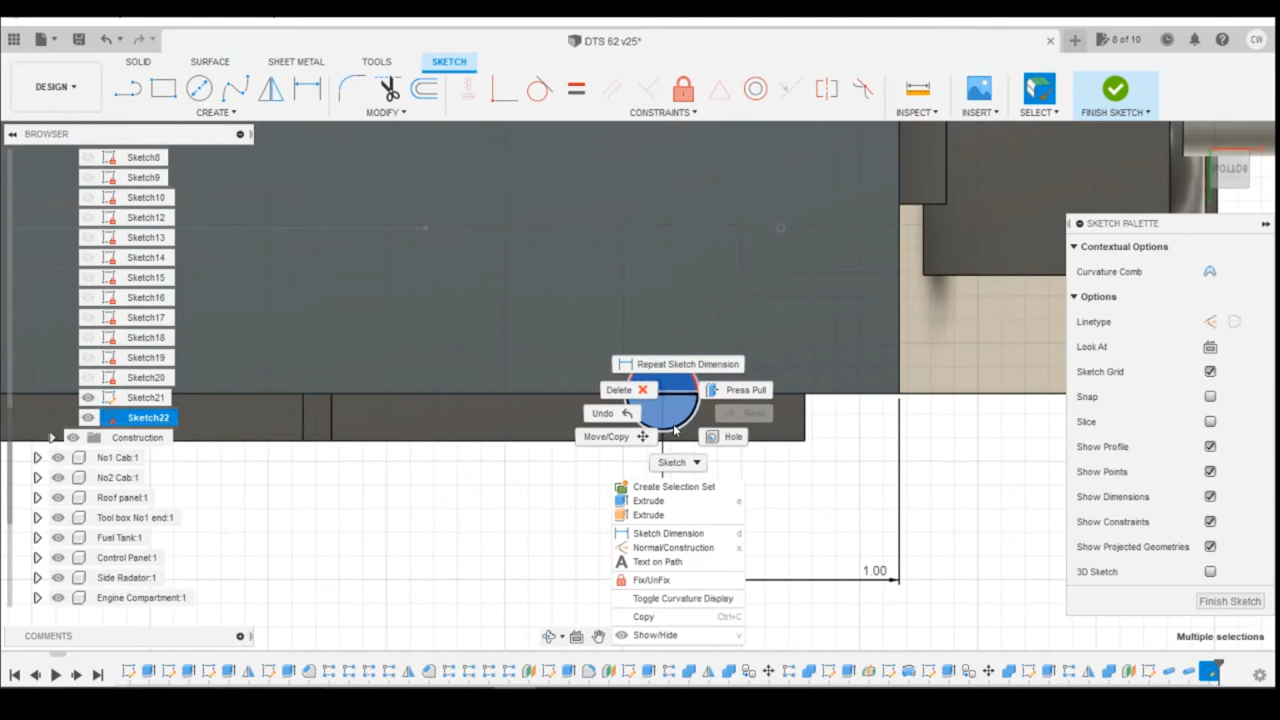 DTS 62 v25*
8 of 10
CW
DESIGN
SOLID
SURFACE
SHEET METAL
TOOLS
SKETCH
CREATE
MODIFY
CONSTRAINTS
INSPECT
INSERT
SELECT
FINISH SKETCH
BROWSER
Sketch8
Sketch9
Sketch10
Sketch12
Sketch13
Sketch14
Sketch15
Sketch16
Sketch17
Sketch18
Sketch19
Sketch20
Sketch21
Sketch22
Construction
No1 Cab:1
No2 Cab:1
Roof panel:1
Tool box No1 end:1
Fuel Tank:1
Control Panel:1
Side Radator:1
Engine Compartment:1
COMMENTS
Repeat Sketch Dimension
Delete
Press Pull
Undo
Redo
Move/Copy
Hole
Sketch
Create Selection Set
Extrude e
Extrude
Sketch Dimension d
Normal/Construction x
Text on Path
Fix/UnFix
Toggle Curvature Display
Copy Ctrl+C
Show/Hide v
1.00
BOTTOM
SKETCH PALETTE
Contextual Options
Curvature Comb
Options
Linetype
Look At
Sketch Grid
Snap
Slice
Show Profile
Show Points
Show Dimensions
Show Constraints
Show Projected Geometries
3D Sketch
Finish Sketch
Multiple selections